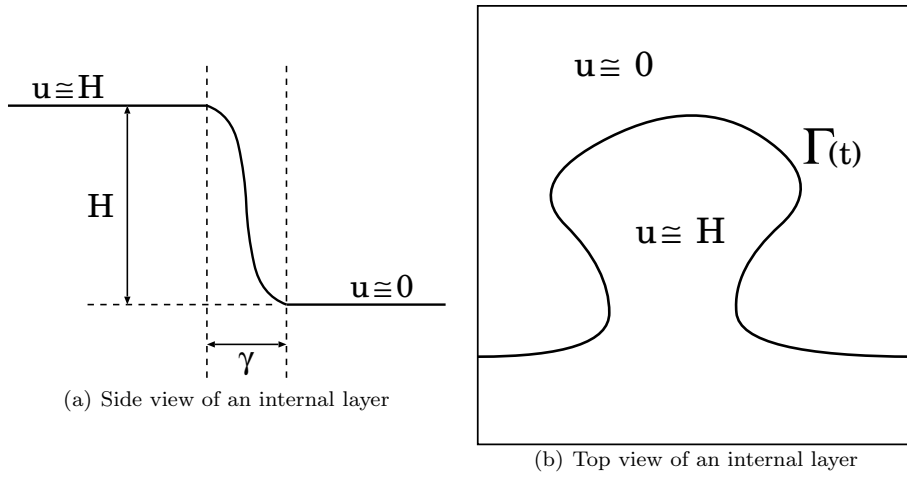 u≅H
H
u≅0
γ
(a) Side view of an internal layer
u≅ 0
Γ(t)
u≅ H
(b) Top view of an internal layer